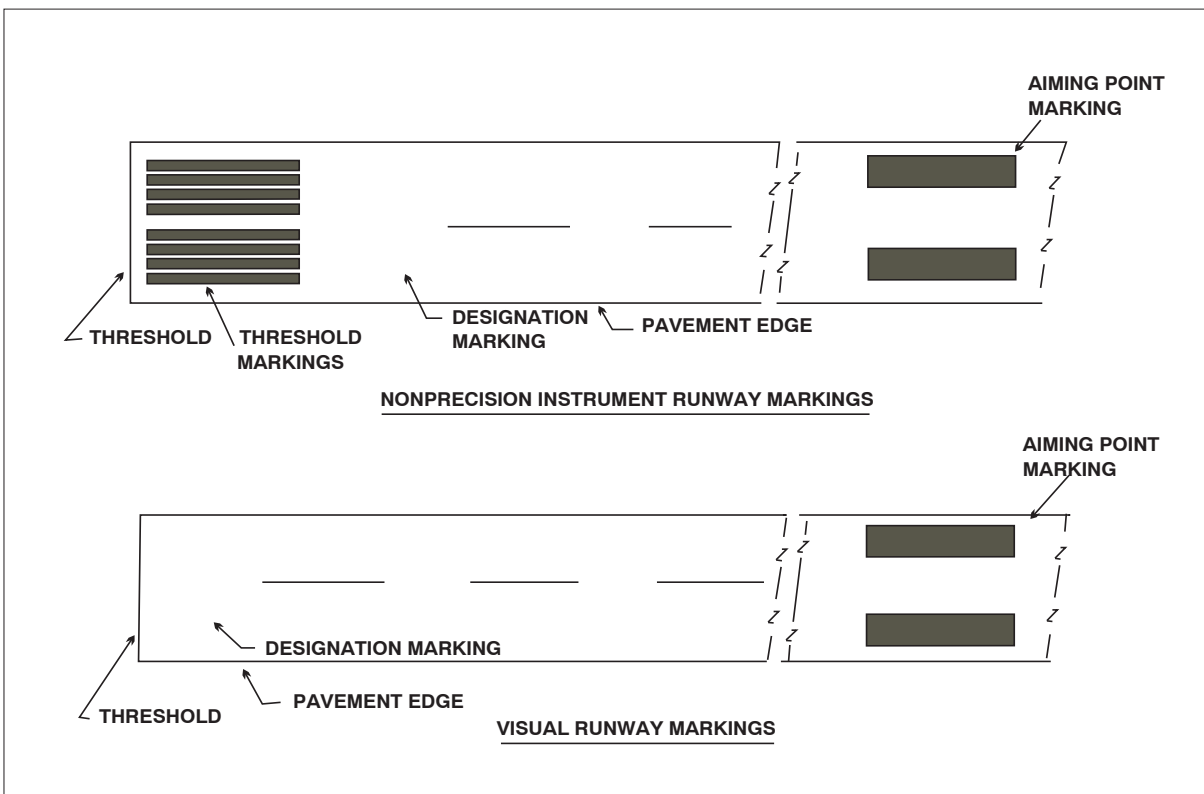 AIMING POINT
MARKING
THRESHOLD
THRESHOLD
MARKINGS
DESIGNATION
MARKING
PAVEMENT EDGE
NONPRECISION INSTRUMENT RUNWAY MARKINGS
AIMING POINT
MARKING
DESIGNATION MARKING
PAVEMENT EDGE
THRESHOLD
VISUAL RUNWAY MARKINGS